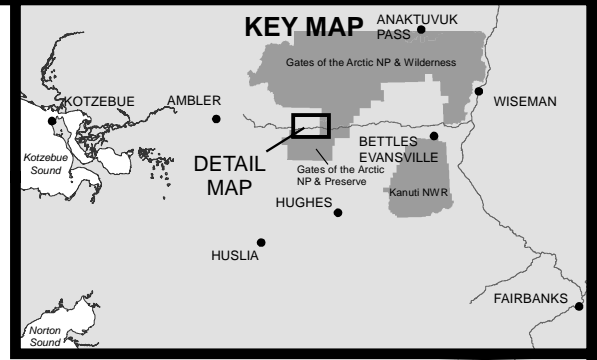 KEY MAP
ANAKTUVUK
PASS
Gates of the Arctic NP & Wilderness
KOTZEBUE
AMBLER
WISEMAN
Kotzebue
Sound
DETAIL
MAP
BETTLES
EVANSVILLE
Gates of the Arctic
NP & Preserve
Kanuti NWR
HUGHES
HUSLIA
FAIRBANKS
Norton
Sound